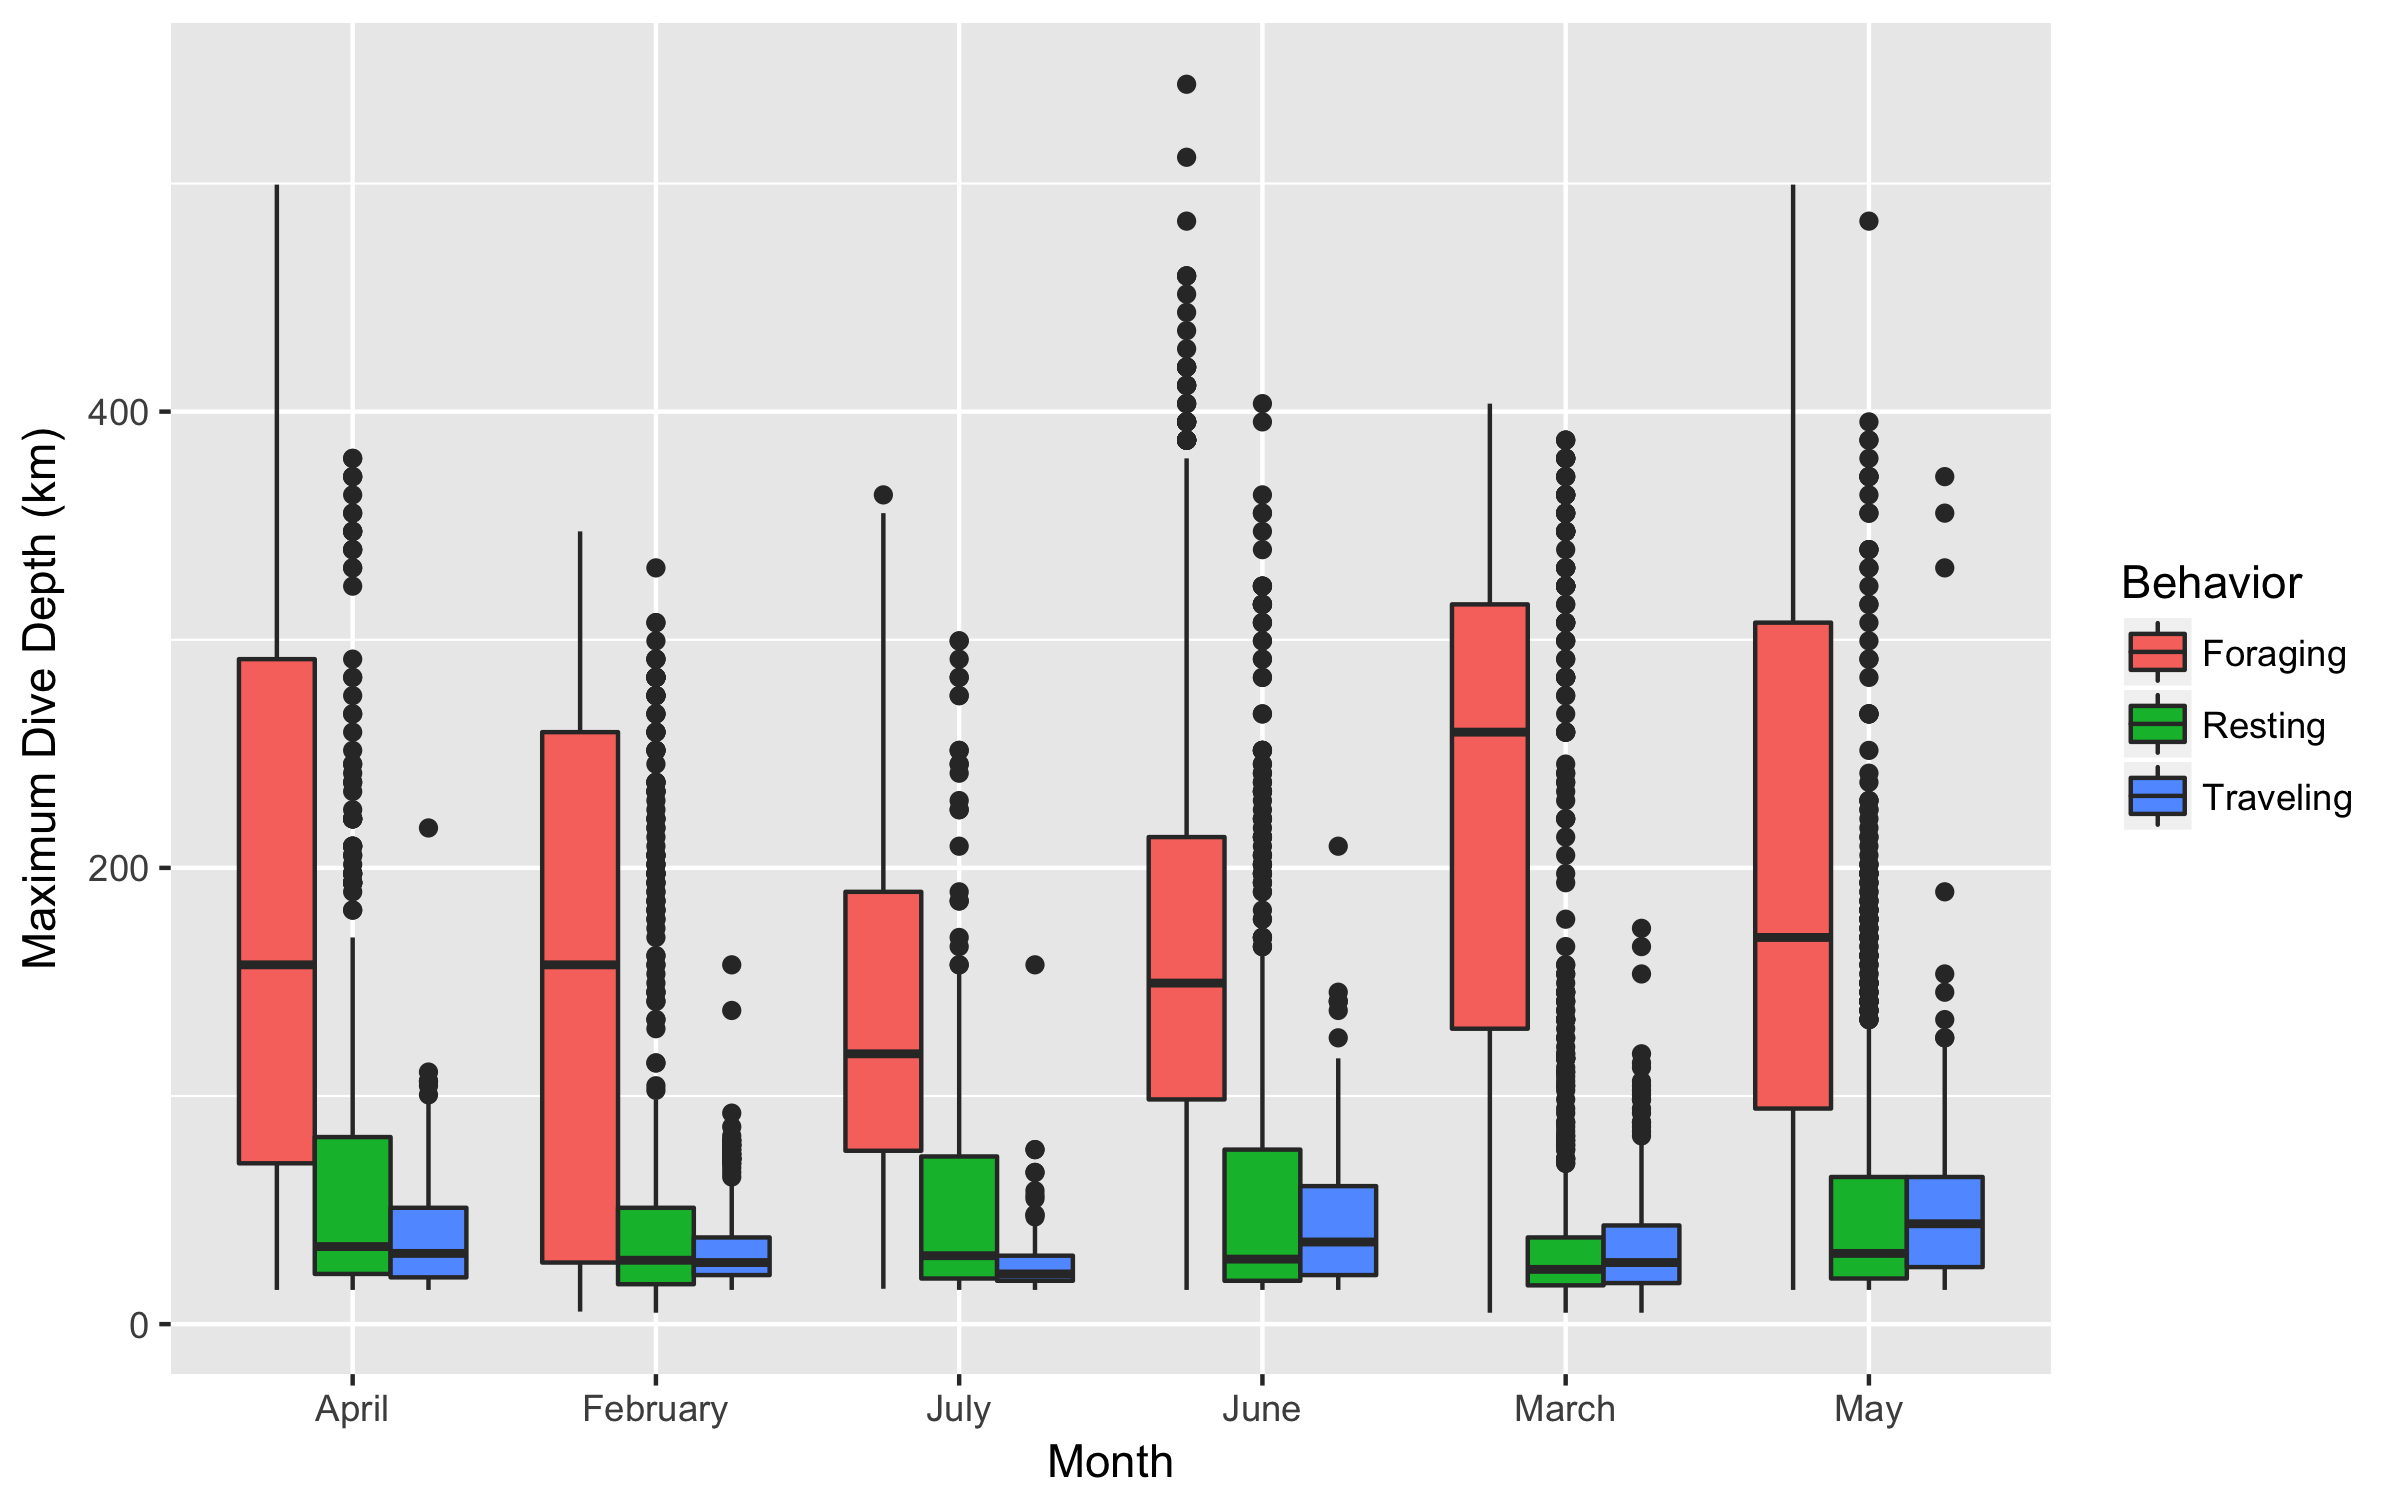 Maximum Dive Depth (km)
400
200
0
April
February
July
June
March
May
Month
Behavior
Foraging
Resting
Traveling